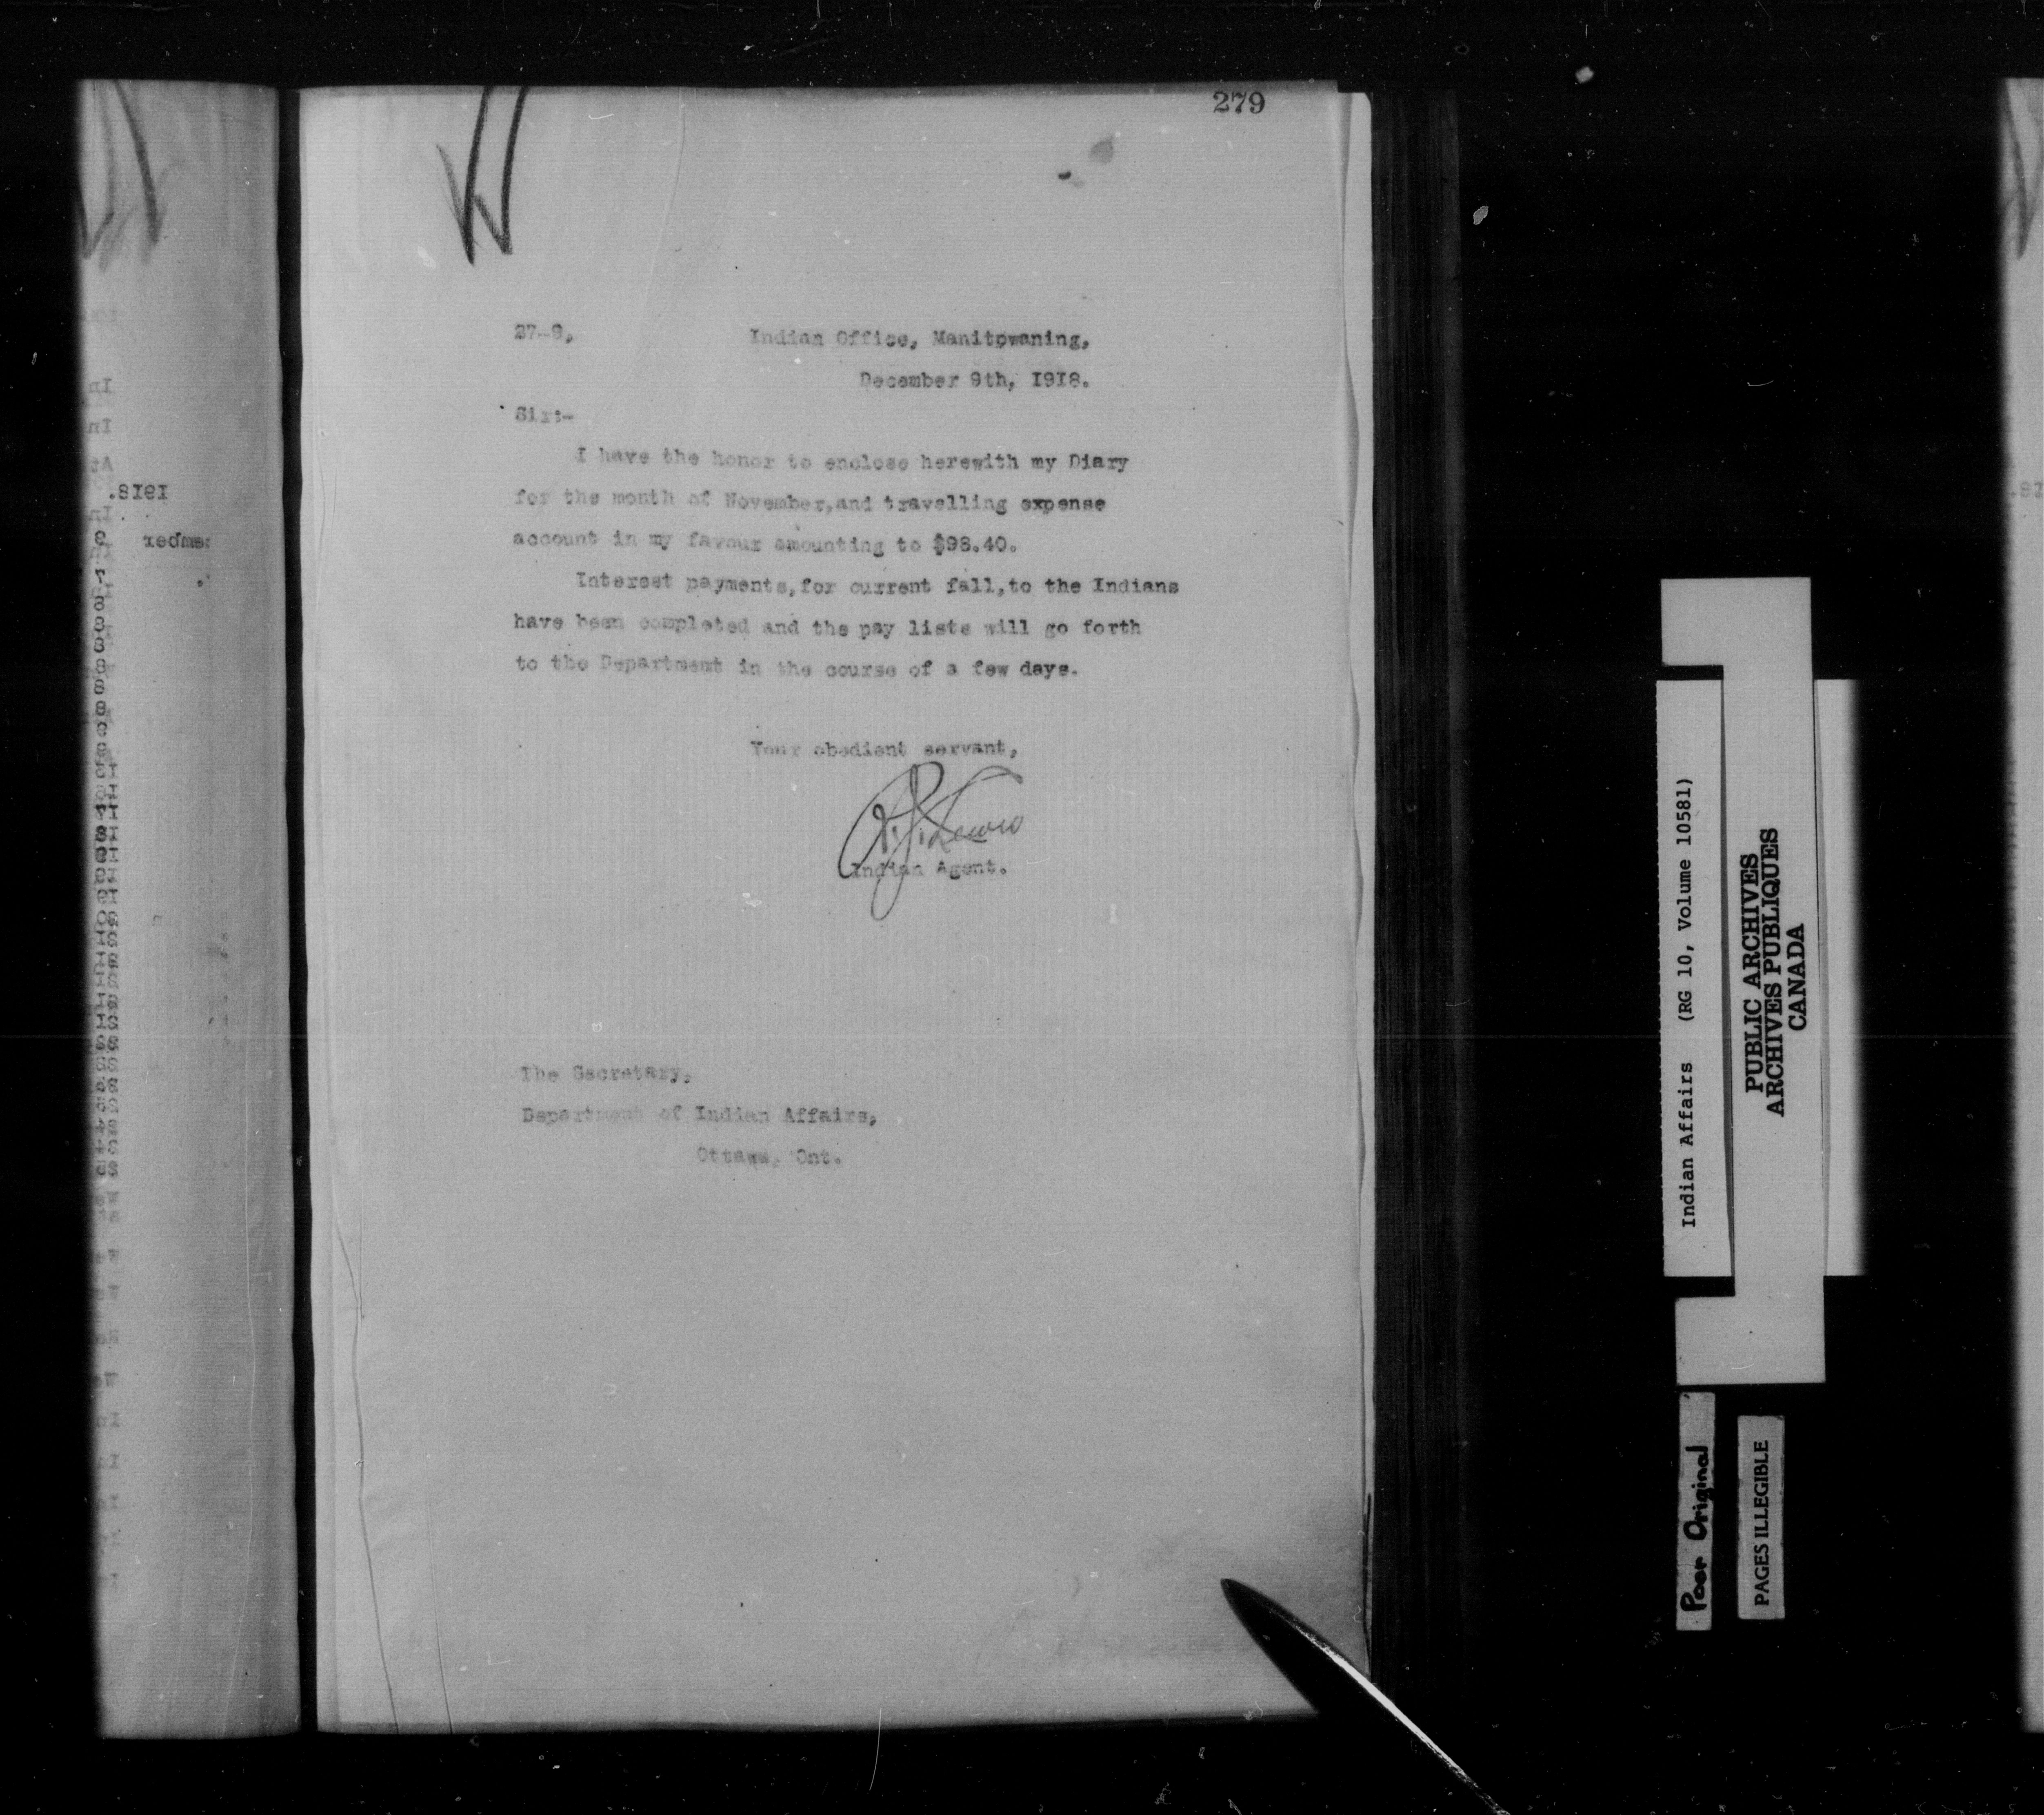 279
27-9, Indian Office, Manitowaning,
December 9th, 1918.
Sir:-
I have the honor to enclose herewith my Diary
for the month of November,and travelling expense
account in my favour amounting to $98.40.
Interest payments,for current fall,to the Indians
have been completed and the pay lists will go forth
to the Department in the course of a few days.
Your obedient servant,
Lewis
Indian Agent.
The Secretary,
Department of Indian Affairs,
Ottawa, Ont.
Indian Affairs (RG 10, Volume 10581)
PUBLIC ARCHIVES
ARCHIVES PUBLIQUES
CANADA
Poor Original
PAGES ILLEGIBLE